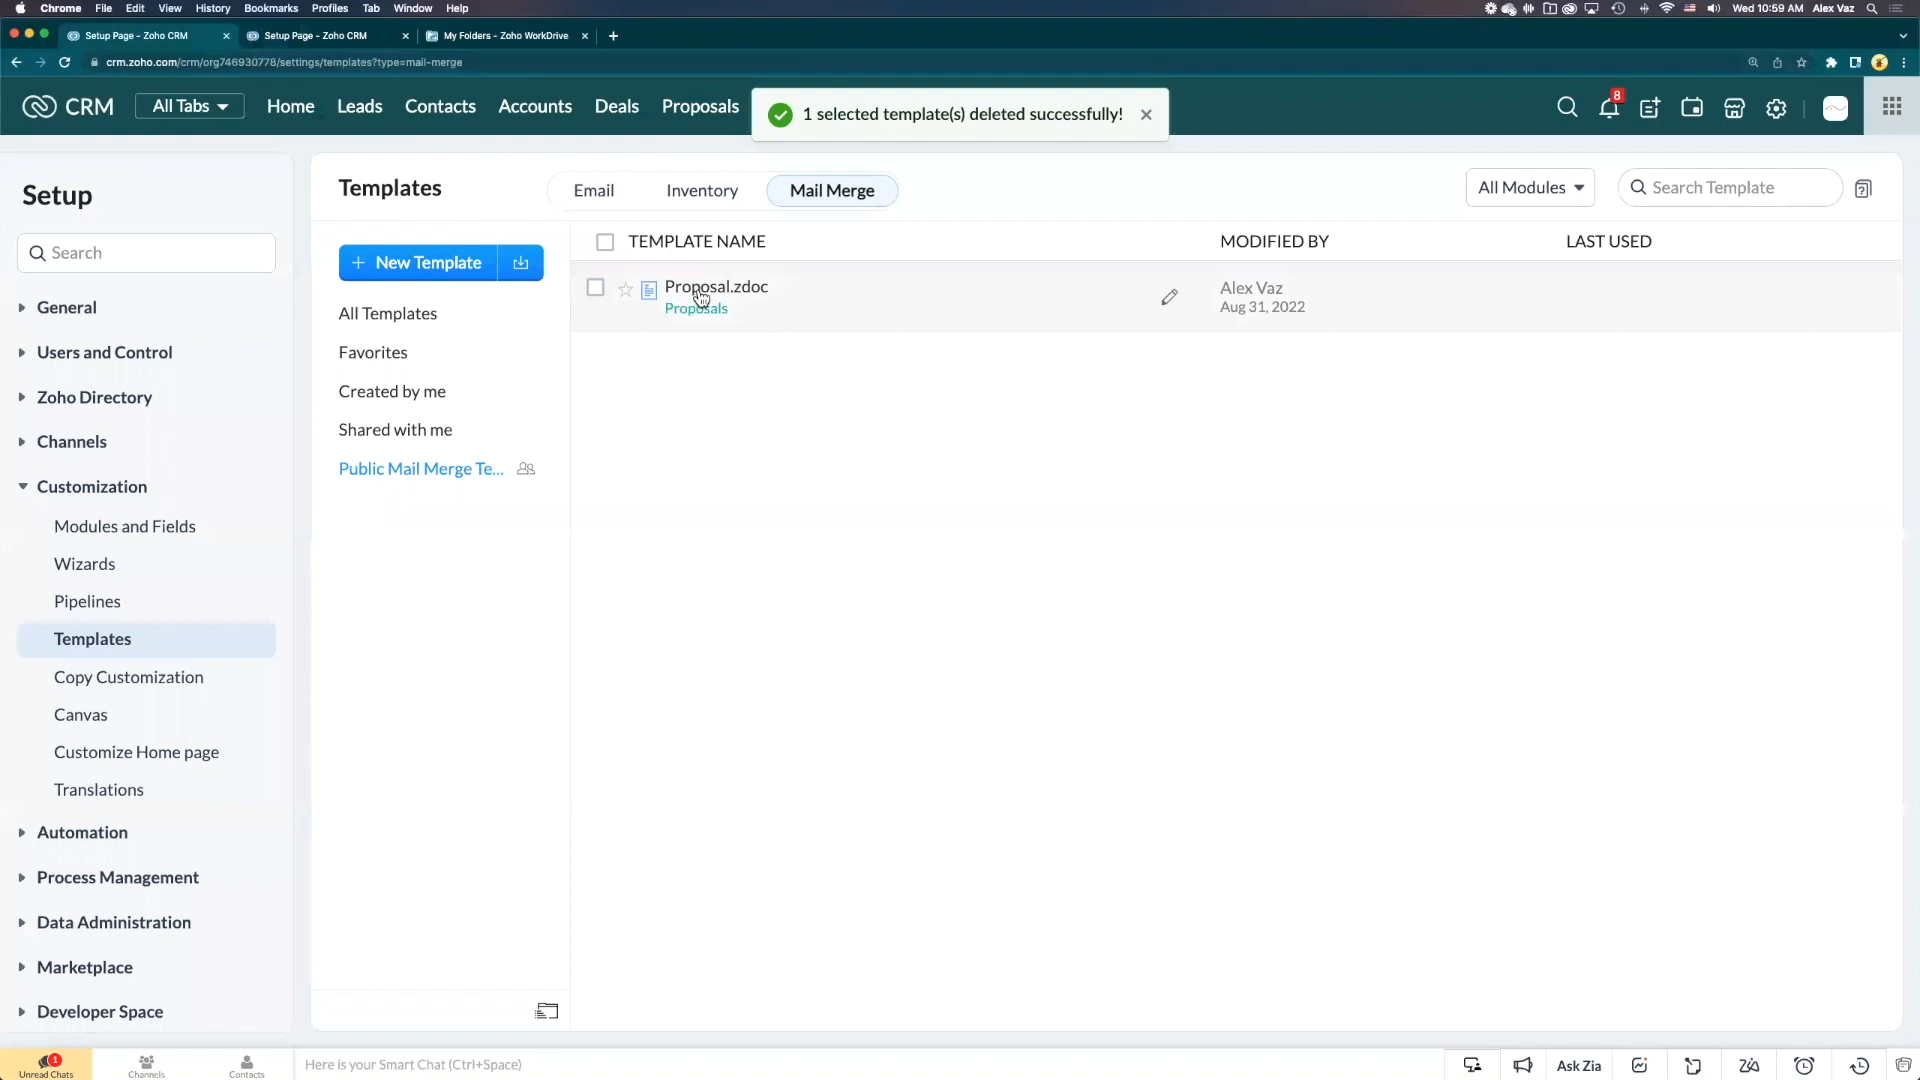 Chrome File Edit View History Bookmarks Profiles Tab Window Help
Wed 10:59 AM Alex Vaz
Setup Page - Zoho CRM
Setup Page - Zoho CRM
My Folders - Zoho WorkDrive
crm.zoho.com/crm/org746930778/settings/templates?type=mail-merge
CRM
All Tabs
Home
Leads
Contacts
Accounts
Deals
Proposals
1 selected template(s) deleted successfully!
8
Setup
Search
General
Users and Control
Zoho Directory
Channels
Customization
Modules and Fields
Wizards
Pipelines
Templates
Copy Customization
Canvas
Customize Home page
Translations
Automation
Process Management
Data Administration
Marketplace
Developer Space
Templates
Email
Inventory
Mail Merge
All Modules
Search Template
New Template
All Templates
Favorites
Created by me
Shared with me
Public Mail Merge Te...
TEMPLATE NAME
MODIFIED BY
LAST USED
Proposal.zdoc
Proposals
Alex Vaz
Aug 31, 2022
1
Unread Chats
Channels
Contacts
Here is your Smart Chat (Ctrl+Space)
Ask Zia